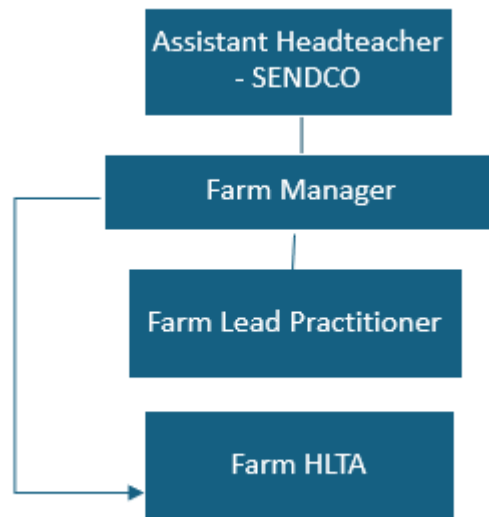 Assistant Headteacher
- SENDCO
Farm Manager
Farm Lead Practitioner
Farm HLTA